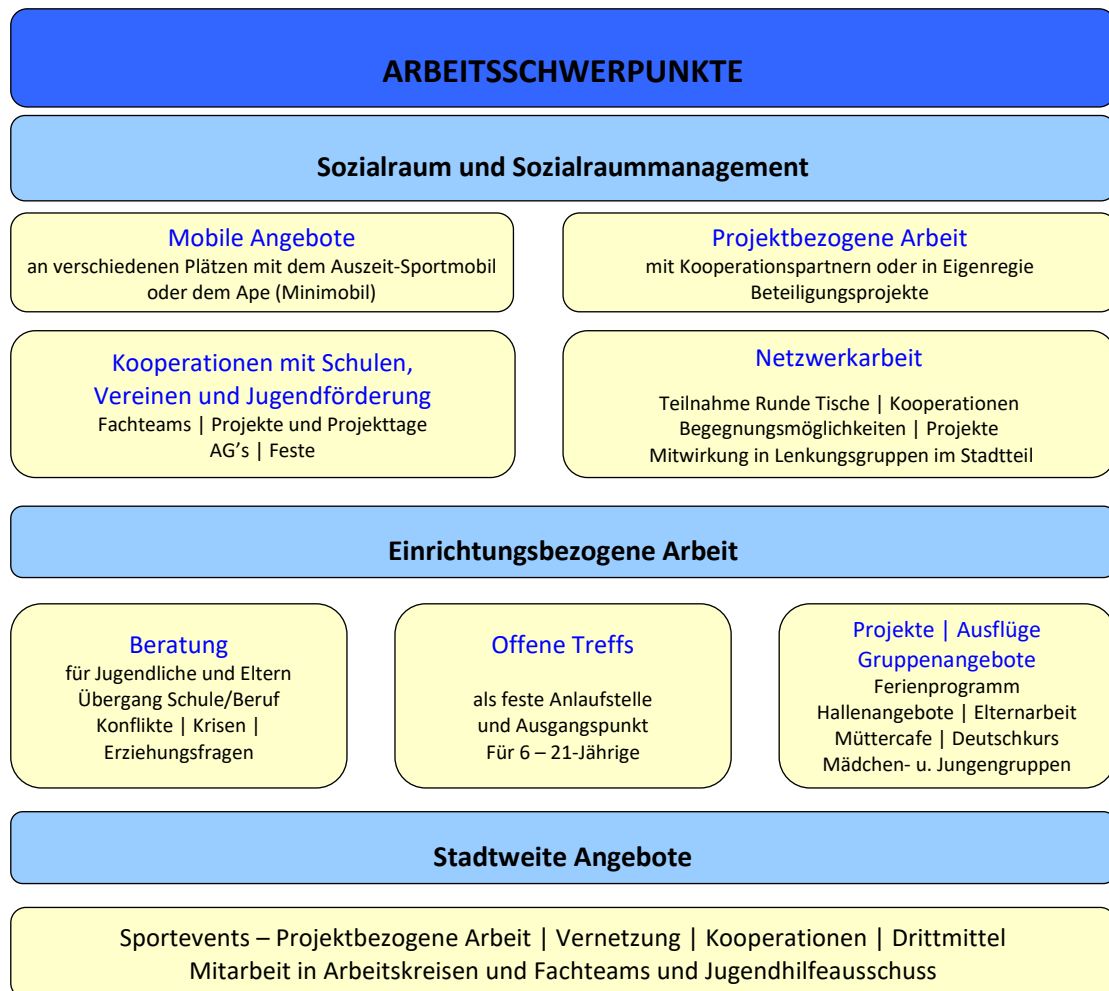 ARBEITSSCHWERPUNKTE
Sozialraum und Sozialraummanagement
Mobile Angebote
an verschiedenen Plätzen mit dem Auszeit-Sportmobil
oder dem Ape (Minimobil)
Projektbezogene Arbeit
mit Kooperationspartnern oder in Eigenregie
Beteiligungsprojekte
Kooperationen mit Schulen,
Vereinen und Jugendförderung
Fachteams | Projekte und Projekttage
AG’s | Feste
Netzwerkarbeit
Teilnahme Runde Tische | Kooperationen
Begegnungsmöglichkeiten | Projekte
Mitwirkung in Lenkungsgruppen im Stadtteil
Einrichtungsbezogene Arbeit
Beratung
für Jugendliche und Eltern
Übergang Schule/Beruf
Konflikte | Krisen |
Erziehungsfragen
Offene Treffs
als feste Anlaufstelle
und Ausgangspunkt
Für 6 – 21-Jährige
Projekte | Ausflüge
Gruppenangebote
Ferienprogramm
Hallenangebote | Elternarbeit
Müttercafe | Deutschkurs
Mädchen- u. Jungengruppen
Stadtweite Angebote
Sportevents – Projektbezogene Arbeit | Vernetzung | Kooperationen | Drittmittel
Mitarbeit in Arbeitskreisen und Fachteams und Jugendhilfeausschuss